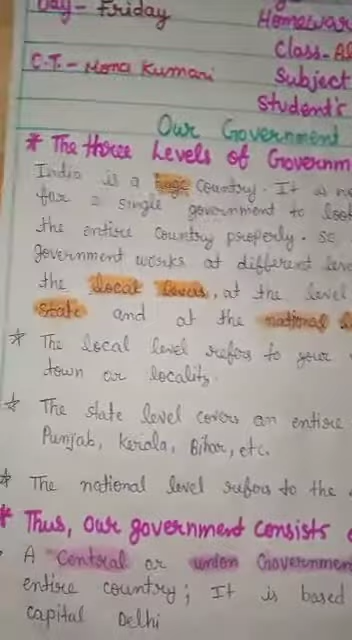 Day - Friday
Homewor
Class - A
C.T. - Mona Kumari
Subject
Student's
Our Government
* The three Levels of Governm
India is a huge country. It is no
for a single government to look
the entire country properly. So
government works at different leve
the local levels, at the level
state and at the national l
* The local level refers to your
town or locality.
* The state level covers an entire
Punjab, Kerala, Bihar, etc.
* The national level refers to the
* Thus, our government consists o
A Central or union Government
entire country; It is based
capital Delhi